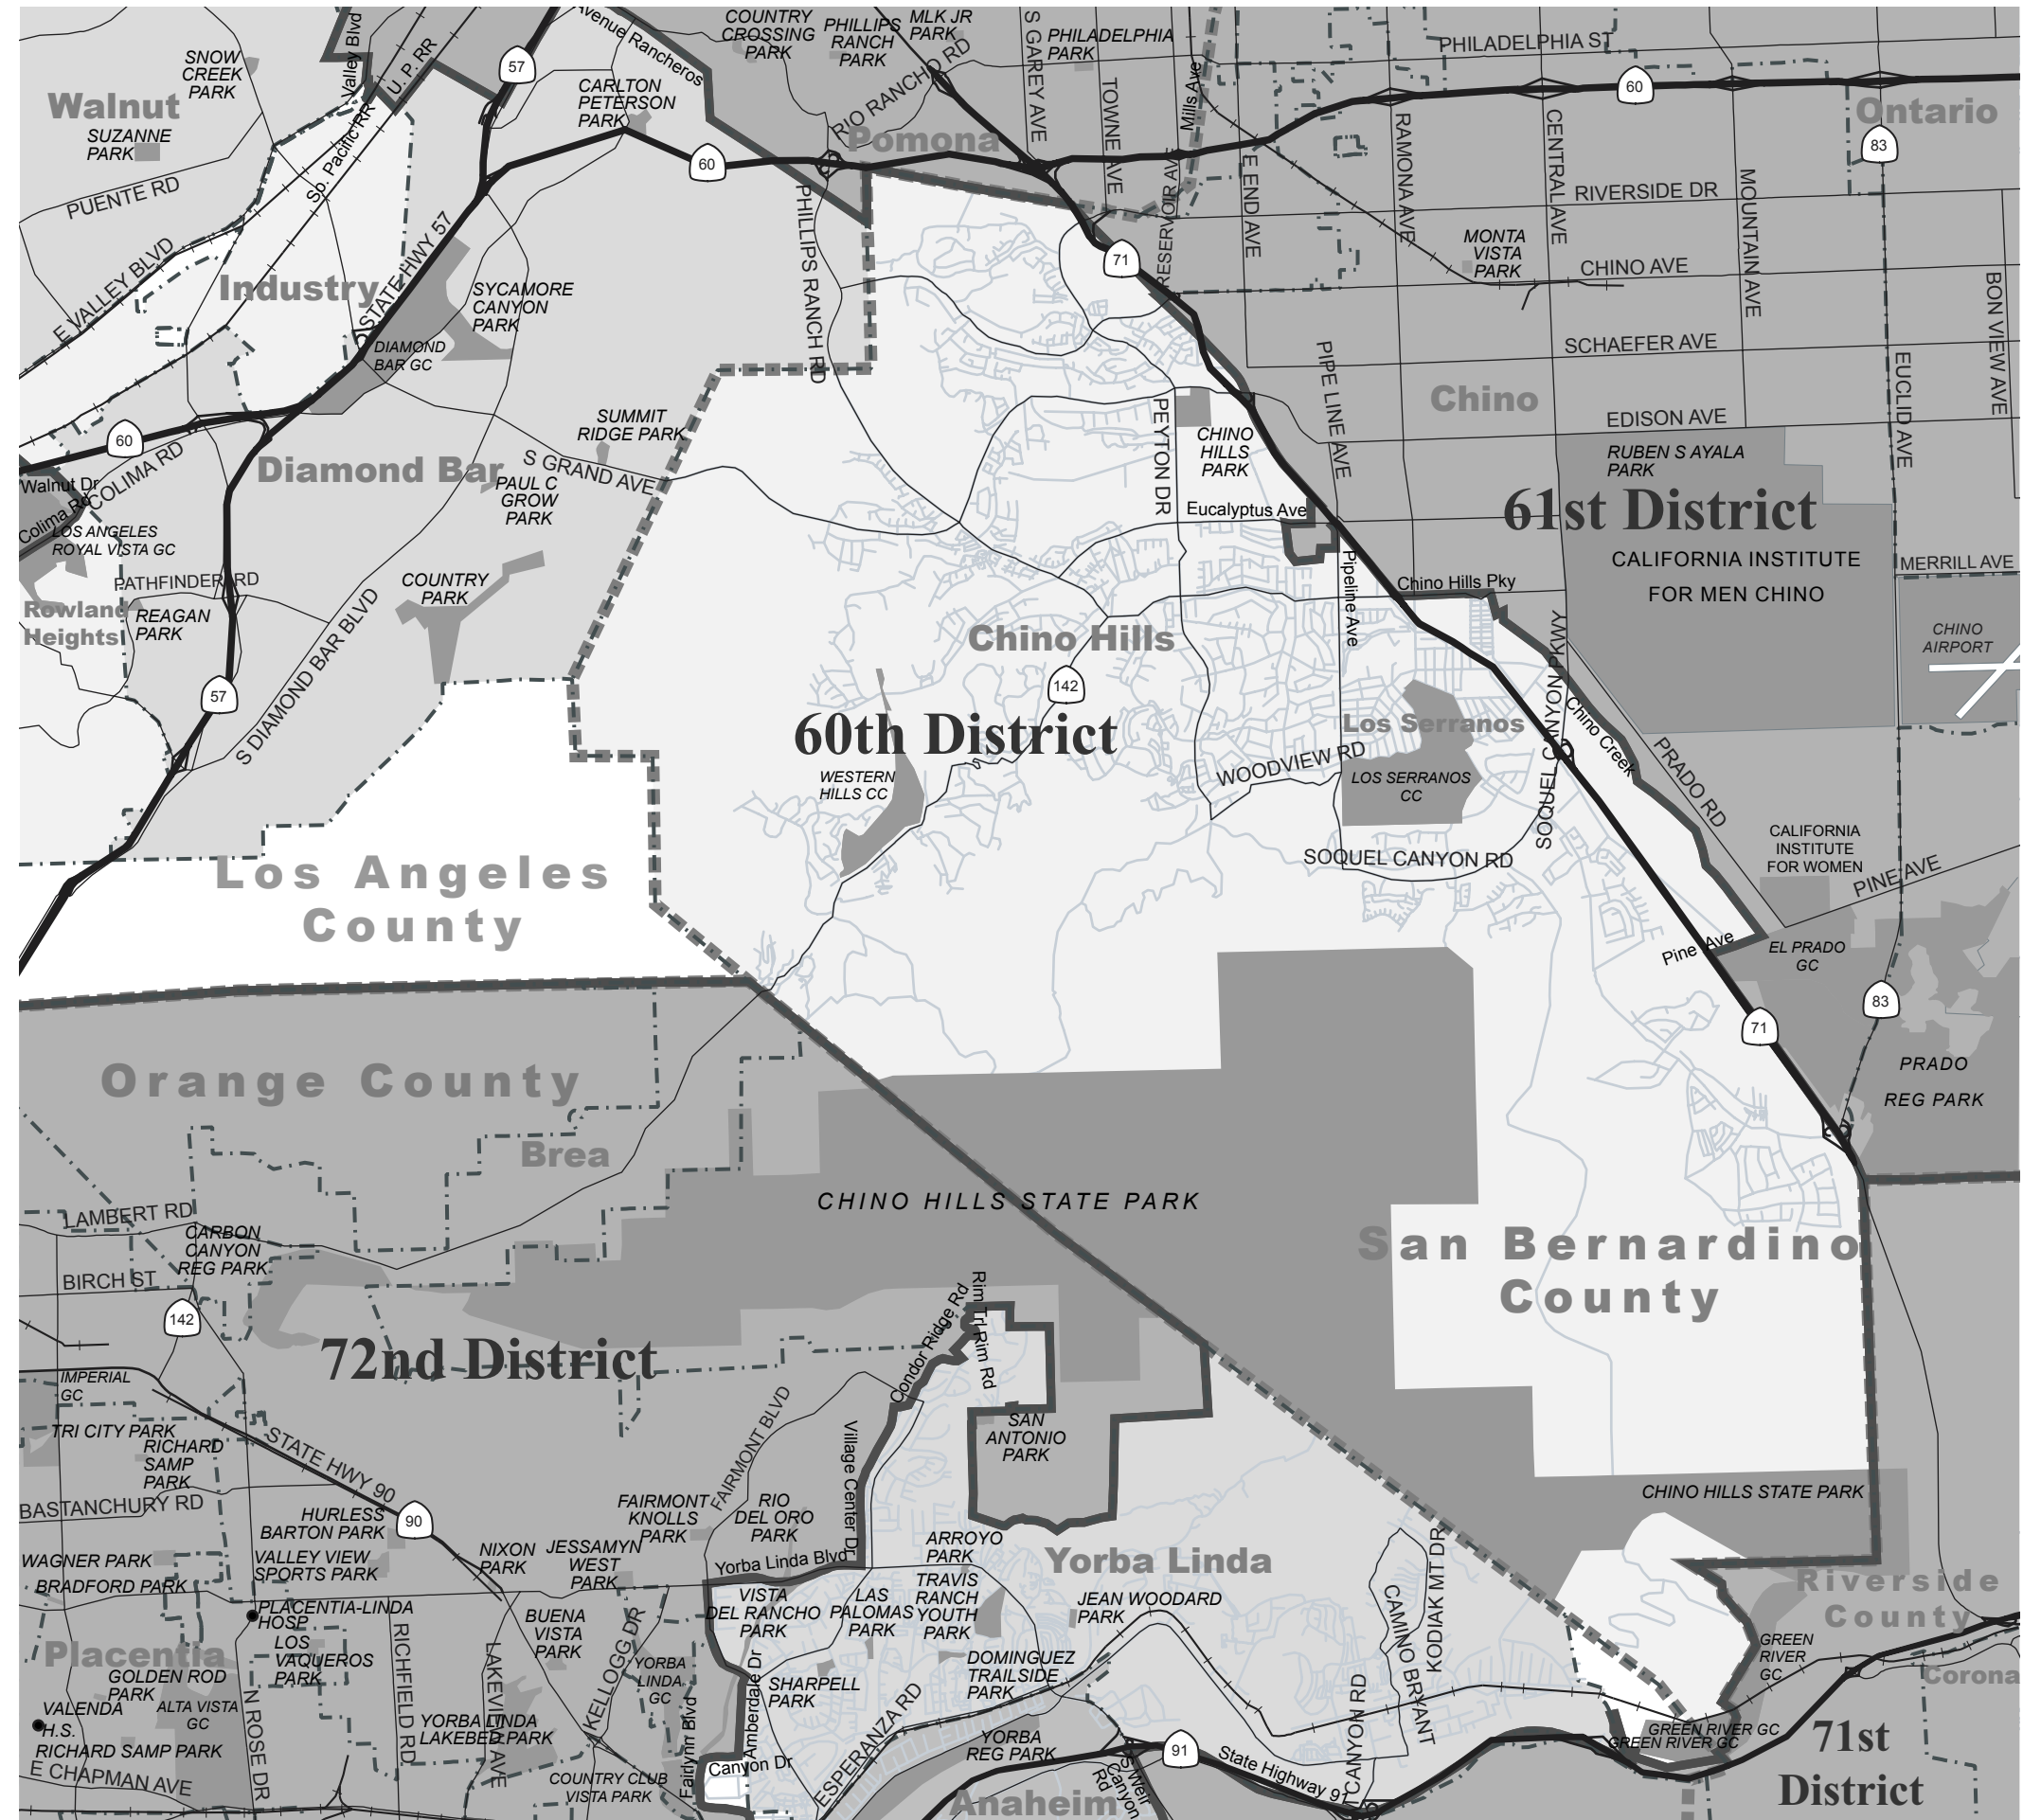 SNOW
CREEK
PARK
Valley Blvd
U. P. RR
57
Avenue Rancheros
COUNTRY
CROSSING
PARK
PHILLIPS
RANCH
PARK
MLK JR
PARK
RIO RANCHO RD
S GAREY AVE
PHILADELPHIA
PARK
TOWNE AVE
Mills Ave
PHILADELPHIA ST
60
Ontario
Walnut
SUZANNE
PARK
CARLTON
PETERSON
PARK
60
Pomona
RESERVOIR AVE
E END AVE
RAMONA AVE
CENTRAL AVE
MOUNTAIN AVE
83
Sp. Pacific RR
PUENTE RD
RIVERSIDE DR
E VALLEY BLVD
Industry
STATE HWY 57
SYCAMORE
CANYON
PARK
PHILLIPS RANCH RD
71
MONTA
VISTA
PARK
CHINO AVE
BON VIEW AVE
DIAMOND
BAR GC
PIPE LINE AVE
SCHAEFER AVE
EUCLID AVE
Chino
EDISON AVE
SUMMIT
RIDGE PARK
60
COLIMA RD
Diamond Bar
S GRAND AVE
PAUL C
GROW
PARK
PEYTON DR
CHINO
HILLS
PARK
RUBEN S AYALA
PARK
Walnut Dr
Colima Rd
LOS ANGELES
ROYAL VISTA GC
Eucalyptus Ave
61st District
CALIFORNIA INSTITUTE
FOR MEN CHINO
MERRILL AVE
PATHFINDER RD
COUNTRY
PARK
Pipeline Ave
Chino Hills Pky
Rowland
Heights
REAGAN
PARK
Chino Hills
142
CHINO
AIRPORT
57
S DIAMOND BAR BLVD
60th District
Los Serranos
SOQUEL CANYON PKWY
Chino Creek
PRADO RD
WESTERN
HILLS CC
WOODVIEW RD
LOS SERRANOS
CC
SOQUEL CANYON RD
CALIFORNIA
INSTITUTE
FOR WOMEN
PINE AVE
Los Angeles
County
Pine Ave
EL PRADO
GC
83
71
Orange County
PRADO
REG PARK
Brea
CHINO HILLS STATE PARK
LAMBERT RD
CARBON
CANYON
REG PARK
BIRCH ST
142
San Bernardino
County
Condor Ridge Rd
Rim Trl
Rim Rd
72nd District
IMPERIAL
GC
TRI CITY PARK
RICHARD
SAMP
PARK
STATE HWY 90
FAIRMONT BLVD
Village Center Dr
SAN
ANTONIO
PARK
CHINO HILLS STATE PARK
BASTANCHURY RD
HURLESS
BARTON PARK
90
FAIRMONT
KNOLLS
PARK
RIO
DEL ORO
PARK
ARROYO
PARK
Yorba Linda
KODIAK MT DR
WAGNER PARK
VALLEY VIEW
SPORTS PARK
NIXON
PARK
JESSAMYN
WEST
PARK
Yorba Linda Blvd
BRADFORD PARK
TRAVIS
RANCH
YOUTH
PARK
JEAN WOODARD
PARK
CAMINO BRYANT
Riverside
County
PLACENTIA-LINDA
HOSP
BUENA
VISTA
PARK
VISTA
DEL RANCHO
PARK
LAS
PALOMAS
PARK
Placentia
LOS
VAQUEROS
PARK
GOLDEN ROD
PARK
N ROSE DR
RICHFIELD RD
LAKEVIEW AVE
KELLOGG DR
YORBA
LINDA
GC
Amberdale Dr
SHARPELL
PARK
DOMINGUEZ
TRAILSIDE
PARK
GREEN
RIVER
GC
Corona
VALENDA
H.S.
ALTA VISTA
GC
YORBA LINDA
LAKEBED PARK
Fairlynn Blvd
ESPERANZA RD
YORBA
REG PARK
91
State Highway 91
CANYON RD
GREEN RIVER GC
GREEN RIVER GC
71st
District
RICHARD SAMP PARK
E CHAPMAN AVE
COUNTRY CLUB
VISTA PARK
Canyon Dr
Anaheim
S Weir
Canyon
Rd